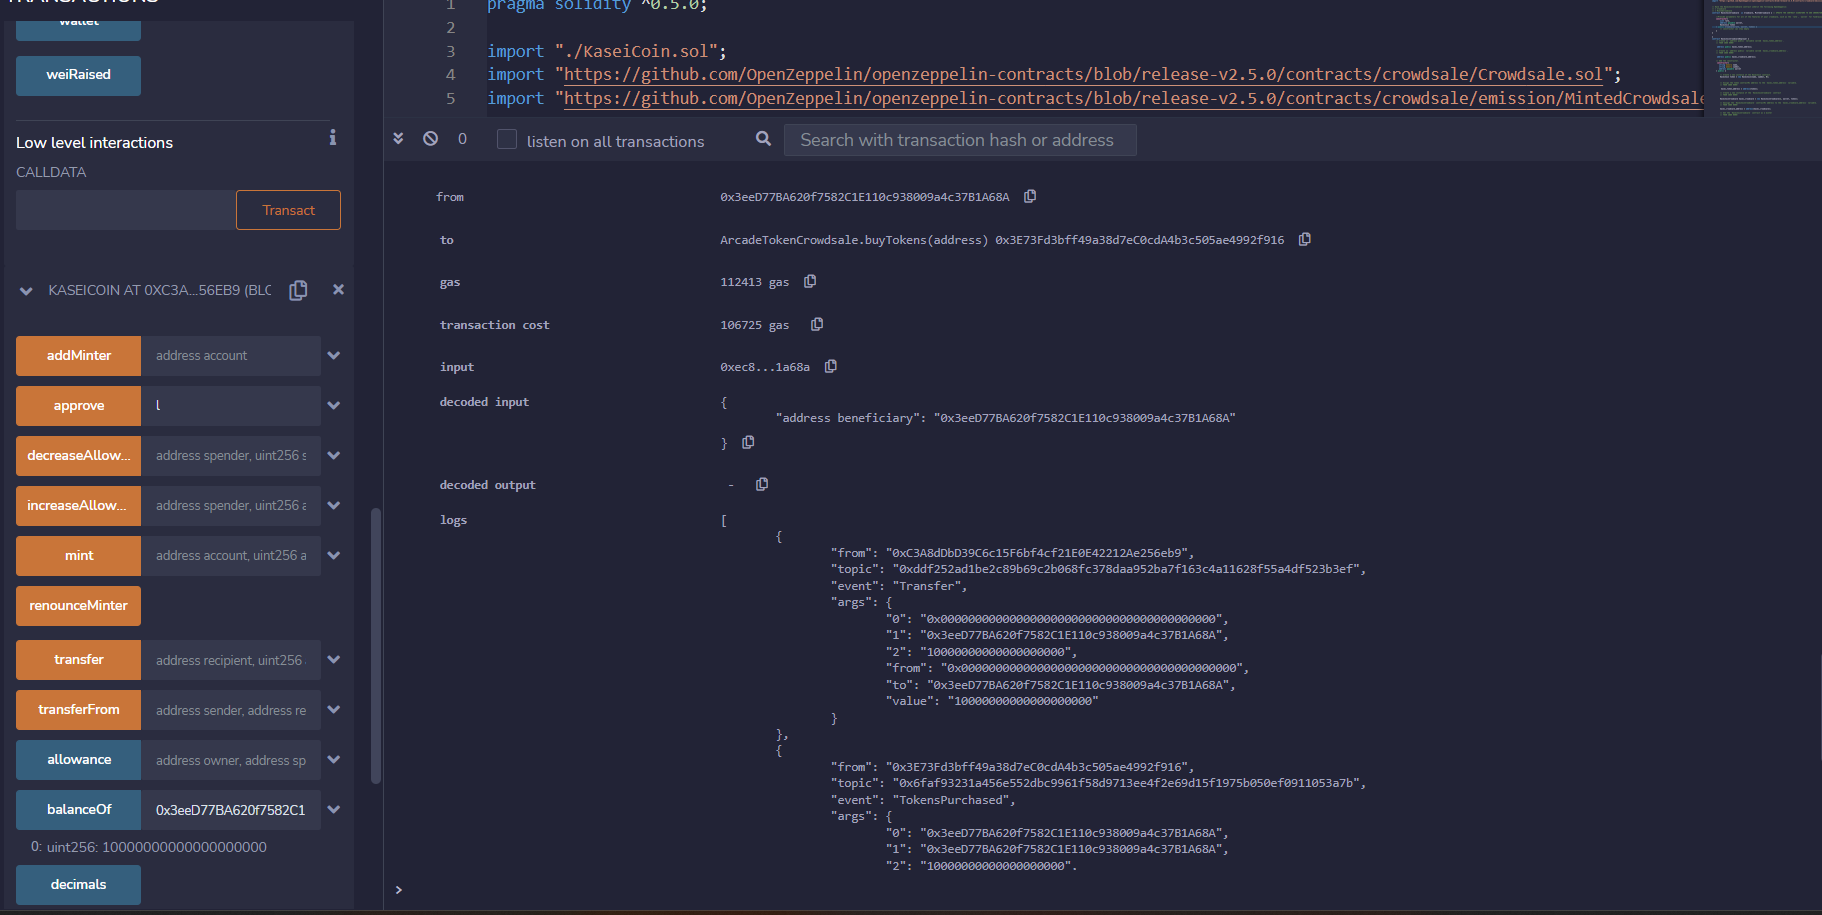 TRANSACTIONS
wallet
weiRaised
Low level interactions
CALLDATA
Transact
KASEICOIN AT 0XC3A...56EB9 (BLC
addMinter address account
approve l
decreaseAllow... address spender, uint256 s
increaseAllow... address spender, uint256 a
mint address account, uint256 a
renounceMinter
transfer address recipient, uint256
transferFrom address sender, address re
allowance address owner, address sp
balanceOf 0x3eeD77BA620f7582C1
0: uint256: 10000000000000000000
decimals
1 pragma solidity ^0.5.0;
2
3 import "./KaseiCoin.sol";
4 import "https://github.com/OpenZeppelin/openzeppelin-contracts/blob/release-v2.5.0/contracts/crowdsale/Crowdsale.sol";
5 import "https://github.com/OpenZeppelin/openzeppelin-contracts/blob/release-v2.5.0/contracts/crowdsale/emission/MintedCrowdsale
0 listen on all transactions Search with transaction hash or address
from 0x3eeD77BA620f7582C1E110c938009a4c37B1A68A
to ArcadeTokenCrowdsale.buyTokens(address) 0x3E73Fd3bff49a38d7eC0cdA4b3c505ae4992f916
gas 112413 gas
transaction cost 106725 gas
input 0xec8...1a68a
decoded input {
"address beneficiary": "0x3eeD77BA620f7582C1E110c938009a4c37B1A68A"
}
decoded output -
logs [
{
"from": "0xC3A8dDbD39C6c15F6bf4cf21E0E42212Ae256eb9",
"topic": "0xddf252ad1be2c89b69c2b068fc378daa952ba7f163c4a11628f55a4df523b3ef",
"event": "Transfer",
"args": {
"0": "0x0000000000000000000000000000000000000000",
"1": "0x3eeD77BA620f7582C1E110c938009a4c37B1A68A",
"2": "10000000000000000000",
"from": "0x0000000000000000000000000000000000000000",
"to": "0x3eeD77BA620f7582C1E110c938009a4c37B1A68A",
"value": "10000000000000000000"
}
},
{
"from": "0x3E73Fd3bff49a38d7eC0cdA4b3c505ae4992f916",
"topic": "0x6faf93231a456e552dbc9961f58d9713ee4f2e69d15f1975b050ef0911053a7b",
"event": "TokensPurchased",
"args": {
"0": "0x3eeD77BA620f7582C1E110c938009a4c37B1A68A",
"1": "0x3eeD77BA620f7582C1E110c938009a4c37B1A68A",
"2": "10000000000000000000".
>